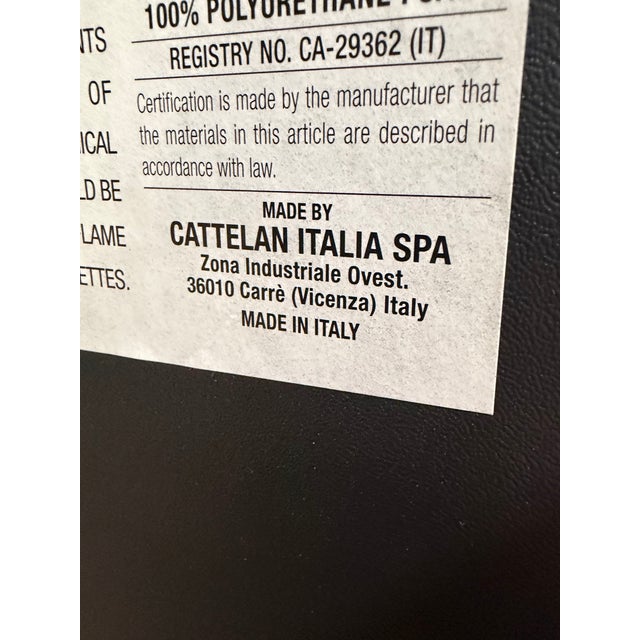 100% POLYURETHANE
REGISTRY NO. CA-29362 (IT)
Certification is made by the manufacturer that
the materials in this article are described in
accordance with law.
MADE BY
CATTELAN ITALIA SPA
Zona Industriale Ovest.
36010 Carrè (Vicenza) Italy
MADE IN ITALY
NTS
OF
ICAL
LD BE
LAME
ETTES.